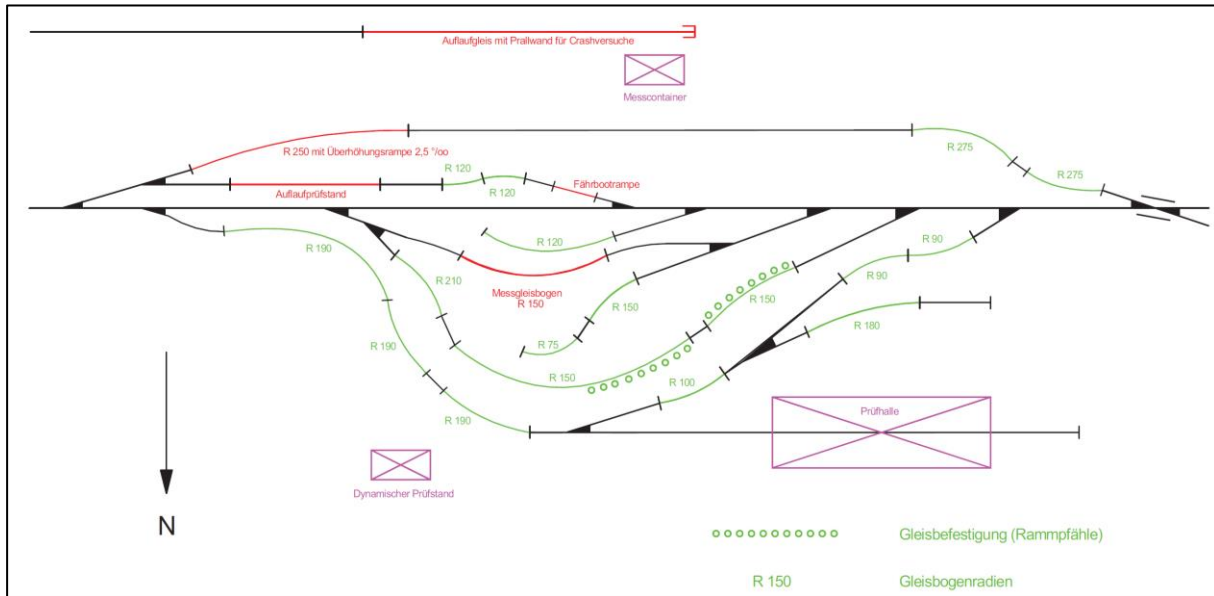 Auflaufgleis mit Prallwand für Crashversuche
Messcontainer
R 250 mit Überhöhungsrampe 2,5 °/oo
R 275
R 120
R 275
Fährbootrampe
Auflaufprüfstand
R 120
R 120
R 90
R 190
R 90
R 210
Messgleisbogen
R 150
R 150
R 150
R 180
R 75
R 190
R 150
R 100
R 190
Prüfhalle
Dynamischer Prüfstand
N
Gleisbefestigung (Rammpfähle)
R 150 Gleisbogenradien